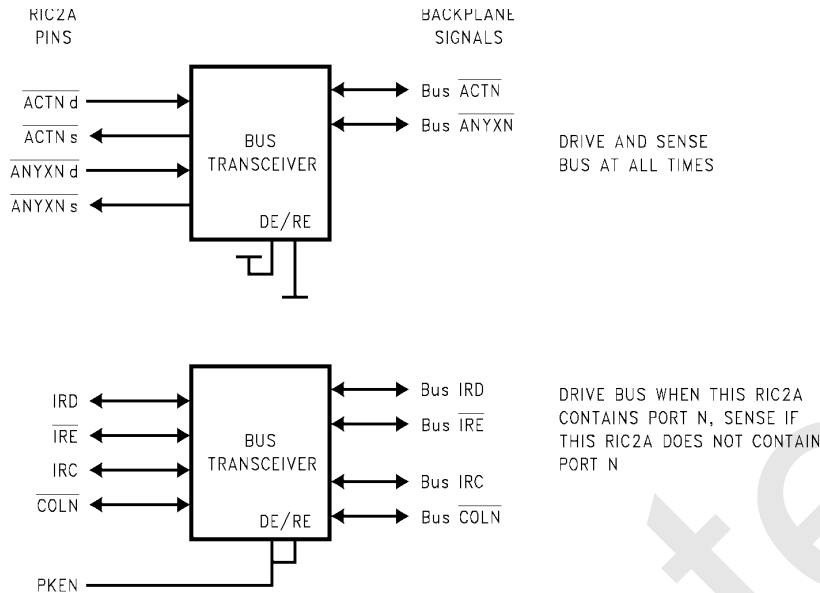 RIC2A
PINS
BACKPLANE
SIGNALS
ACTN d
ACTN s
ANYXN d
ANYXN s
BUS
TRANSCEIVER
DE/RE
Bus ACTN
Bus ANYXN
DRIVE AND SENSE
BUS AT ALL TIMES
IRD
IRE
IRC
COLN
PKEN
BUS
TRANSCEIVER
DE/RE
Bus IRD
Bus IRE
Bus IRC
Bus COLN
DRIVE BUS WHEN THIS RIC2A
CONTAINS PORT N, SENSE IF
THIS RIC2A DOES NOT CONTAIN
PORT N